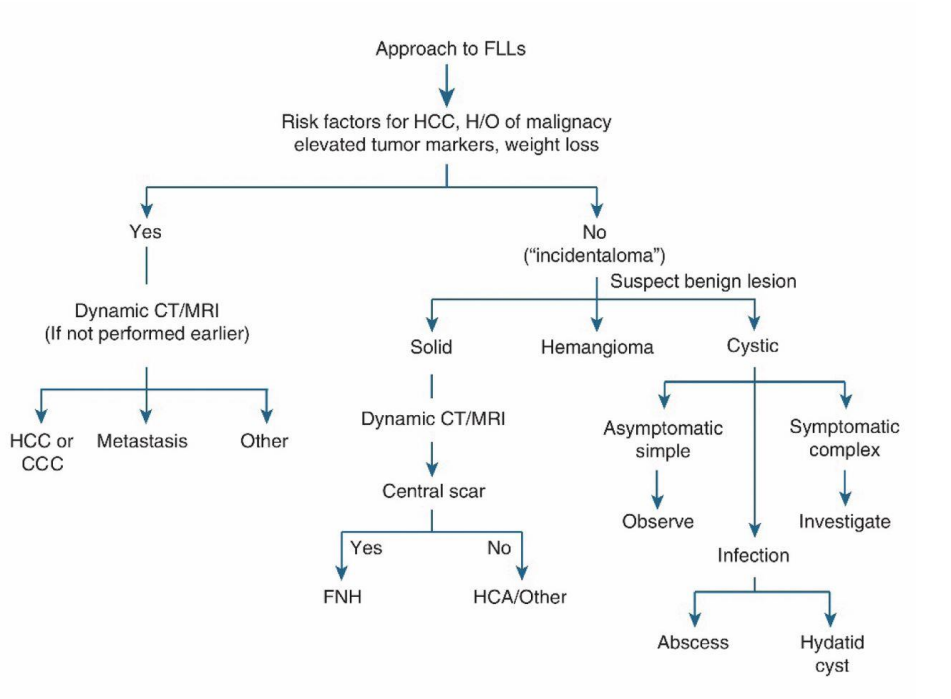 Approach to FLLs
Risk factors for HCC, H/O of malignacy
elevated tumor markers, weight loss
Yes
No
("incidentaloma")
Suspect benign lesion
Dynamic CT/MRI
(If not performed earlier)
Solid
Hemangioma
Cystic
HCC or
CCC
Metastasis
Other
Dynamic CT/MRI
Asymptomatic
simple
Symptomatic
complex
Central scar
Observe
Investigate
Yes
No
Infection
FNH
HCA/Other
Abscess
Hydatid
cyst